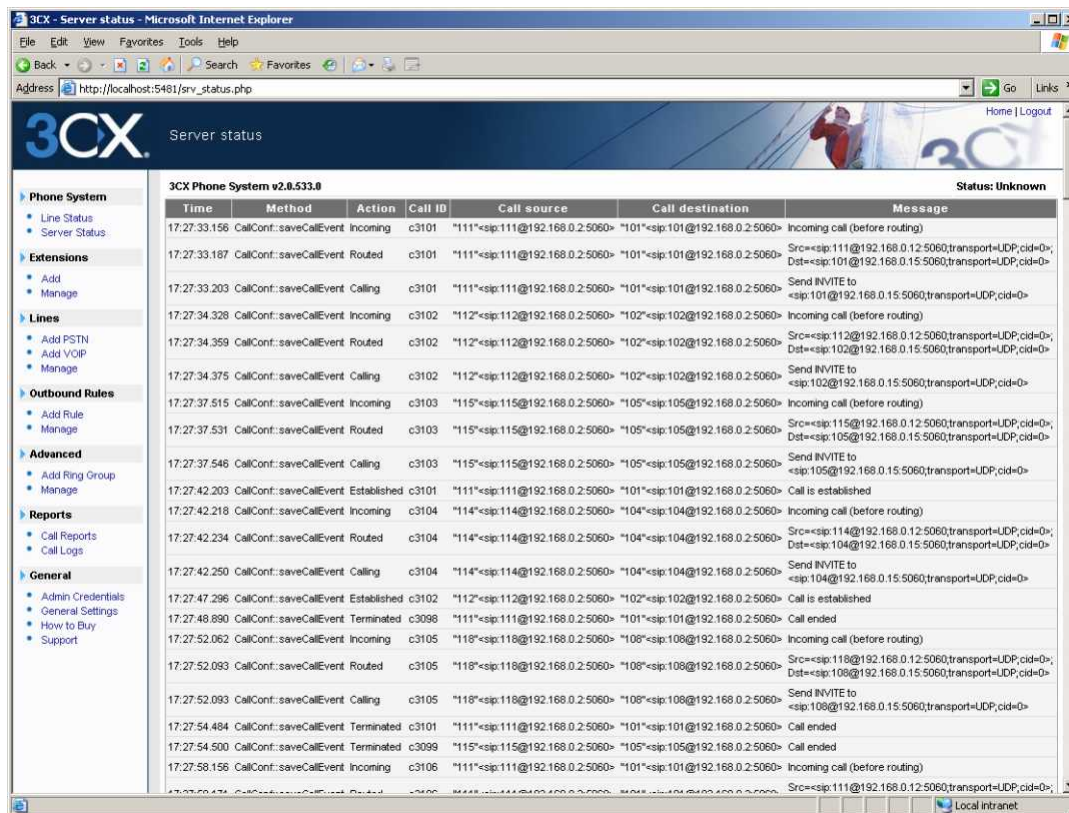 3CX - Server status - Microsoft Internet Explorer
File Edit View Favorites Tools Help
Back Search Favorites
Address http://localhost:5481/srv_status.php Go Links
3CX Server status
Home | Logout
Phone System
Line Status
Server Status
Extensions
Add
Manage
Lines
Add PSTN
Add VOIP
Manage
Outbound Rules
Add Rule
Manage
Advanced
Add Ring Group
Manage
Reports
Call Reports
Call Logs
General
Admin Credentials
General Settings
How to Buy
Support
3CX Phone System v2.0.533.0 Status: Unknown
Time Method Action Call ID Call source Call destination Message
17:27:33.156 CallConf::saveCallEvent Incoming c3101 "111"<sip:111@192.168.0.2:5060> "101"<sip:101@192.168.0.2:5060> Incoming call (before routing)
17:27:33.187 CallConf::saveCallEvent Routed c3101 "111"<sip:111@192.168.0.2:5060> "101"<sip:101@192.168.0.2:5060> Src=<sip:111@192.168.0.12:5060;transport=UDP;cid=0>;
Dst=<sip:101@192.168.0.15:5060;transport=UDP;cid=0>
17:27:33.203 CallConf::saveCallEvent Calling c3101 "111"<sip:111@192.168.0.2:5060> "101"<sip:101@192.168.0.2:5060> Send INVITE to
<sip:101@192.168.0.15:5060;transport=UDP;cid=0>
17:27:34.328 CallConf::saveCallEvent Incoming c3102 "112"<sip:112@192.168.0.2:5060> "102"<sip:102@192.168.0.2:5060> Incoming call (before routing)
17:27:34.359 CallConf::saveCallEvent Routed c3102 "112"<sip:112@192.168.0.2:5060> "102"<sip:102@192.168.0.2:5060> Src=<sip:112@192.168.0.12:5060;transport=UDP;cid=0>;
Dst=<sip:102@192.168.0.15:5060;transport=UDP;cid=0>
17:27:34.375 CallConf::saveCallEvent Calling c3102 "112"<sip:112@192.168.0.2:5060> "102"<sip:102@192.168.0.2:5060> Send INVITE to
<sip:102@192.168.0.15:5060;transport=UDP;cid=0>
17:27:37.515 CallConf::saveCallEvent Incoming c3103 "115"<sip:115@192.168.0.2:5060> "105"<sip:105@192.168.0.2:5060> Incoming call (before routing)
17:27:37.531 CallConf::saveCallEvent Routed c3103 "115"<sip:115@192.168.0.2:5060> "105"<sip:105@192.168.0.2:5060> Src=<sip:115@192.168.0.12:5060;transport=UDP;cid=0>;
Dst=<sip:105@192.168.0.15:5060;transport=UDP;cid=0>
17:27:37.546 CallConf::saveCallEvent Calling c3103 "115"<sip:115@192.168.0.2:5060> "105"<sip:105@192.168.0.2:5060> Send INVITE to
<sip:105@192.168.0.15:5060;transport=UDP;cid=0>
17:27:42.203 CallConf::saveCallEvent Established c3101 "111"<sip:111@192.168.0.2:5060> "101"<sip:101@192.168.0.2:5060> Call is established
17:27:42.218 CallConf::saveCallEvent Incoming c3104 "114"<sip:114@192.168.0.2:5060> "104"<sip:104@192.168.0.2:5060> Incoming call (before routing)
17:27:42.234 CallConf::saveCallEvent Routed c3104 "114"<sip:114@192.168.0.2:5060> "104"<sip:104@192.168.0.2:5060> Src=<sip:114@192.168.0.12:5060;transport=UDP;cid=0>;
Dst=<sip:104@192.168.0.15:5060;transport=UDP;cid=0>
17:27:42.250 CallConf::saveCallEvent Calling c3104 "114"<sip:114@192.168.0.2:5060> "104"<sip:104@192.168.0.2:5060> Send INVITE to
<sip:104@192.168.0.15:5060;transport=UDP;cid=0>
17:27:47.296 CallConf::saveCallEvent Established c3102 "112"<sip:112@192.168.0.2:5060> "102"<sip:102@192.168.0.2:5060> Call is established
17:27:48.890 CallConf::saveCallEvent Terminated c3098 "111"<sip:111@192.168.0.2:5060> "101"<sip:101@192.168.0.2:5060> Call ended
17:27:52.062 CallConf::saveCallEvent Incoming c3105 "118"<sip:118@192.168.0.2:5060> "108"<sip:108@192.168.0.2:5060> Incoming call (before routing)
17:27:52.093 CallConf::saveCallEvent Routed c3105 "118"<sip:118@192.168.0.2:5060> "108"<sip:108@192.168.0.2:5060> Src=<sip:118@192.168.0.12:5060;transport=UDP;cid=0>;
Dst=<sip:108@192.168.0.15:5060;transport=UDP;cid=0>
17:27:52.093 CallConf::saveCallEvent Calling c3105 "118"<sip:118@192.168.0.2:5060> "108"<sip:108@192.168.0.2:5060> Send INVITE to
<sip:108@192.168.0.15:5060;transport=UDP;cid=0>
17:27:54.484 CallConf::saveCallEvent Terminated c3101 "111"<sip:111@192.168.0.2:5060> "101"<sip:101@192.168.0.2:5060> Call ended
17:27:54.500 CallConf::saveCallEvent Terminated c3099 "115"<sip:115@192.168.0.2:5060> "105"<sip:105@192.168.0.2:5060> Call ended
17:27:58.156 CallConf::saveCallEvent Incoming c3106 "111"<sip:111@192.168.0.2:5060> "101"<sip:101@192.168.0.2:5060> Incoming call (before routing)
Src=<sip:111@192.168.0.12:5060;transport=UDP;cid=0>;
Local intranet